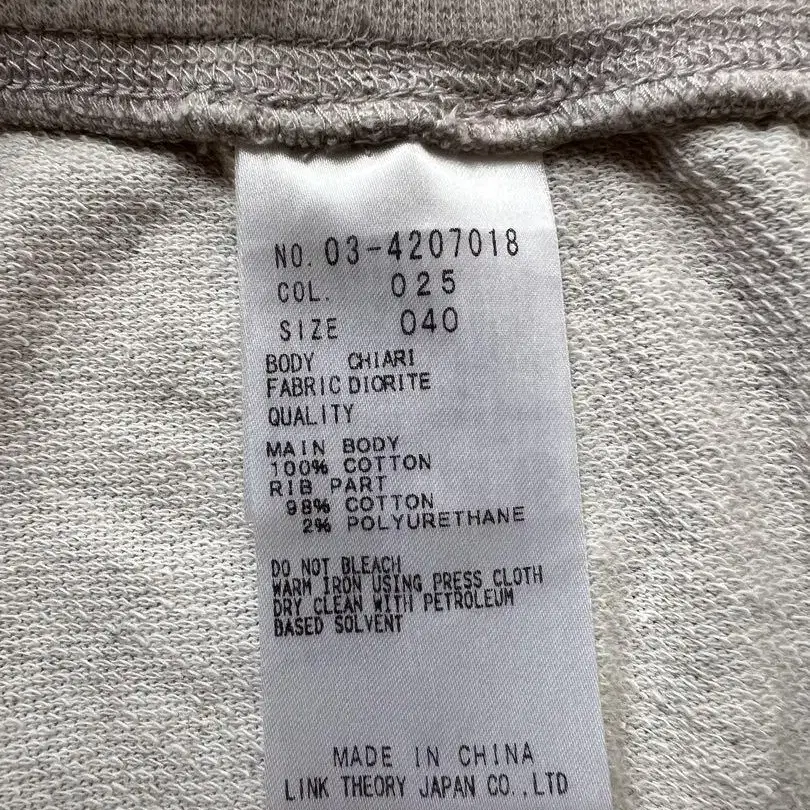 NO. 03-4207018
COL. 025
SIZE 040
BODY CHIARI
FABRIC DIORITE
QUALITY
MAIN BODY
100% COTTON
RIB PART
98% COTTON
2% POLYURETHANE
DO NOT BLEACH
WARM IRON USING PRESS CLOTH
DRY CLEAN WITH PETROLEUM
BASED SOLVENT
MADE IN CHINA
LINK THEORY JAPAN CO.,LTD